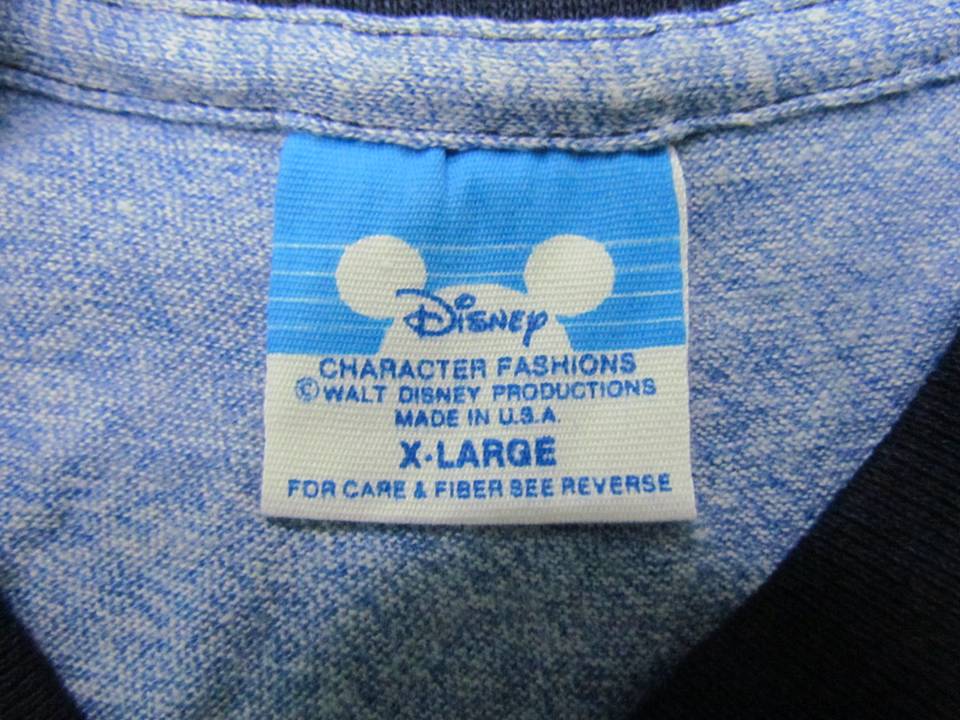 Disney
CHARACTER FASHIONS
©WALT DISNEY PRODUCTIONS
MADE IN U.S.A.
X-LARGE
FOR CARE & FIBER SEE REVERSE